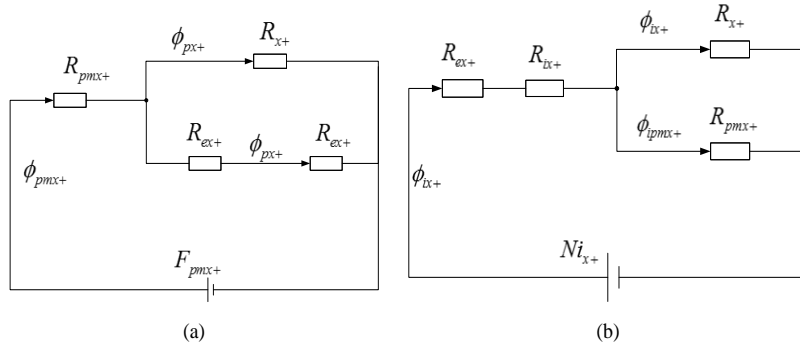 ϕ_{px+} R_{x+}
R_{pmx+}
R_{ex+} ϕ_{px+} R_{ex+}
ϕ_{pmx+}
F_{pmx+}
(a)
ϕ_{ix+} R_{x+}
R_{ex+} R_{ix+}
ϕ_{ipmx+} R_{pmx+}
ϕ_{ix+}
Ni_{x+}
(b)